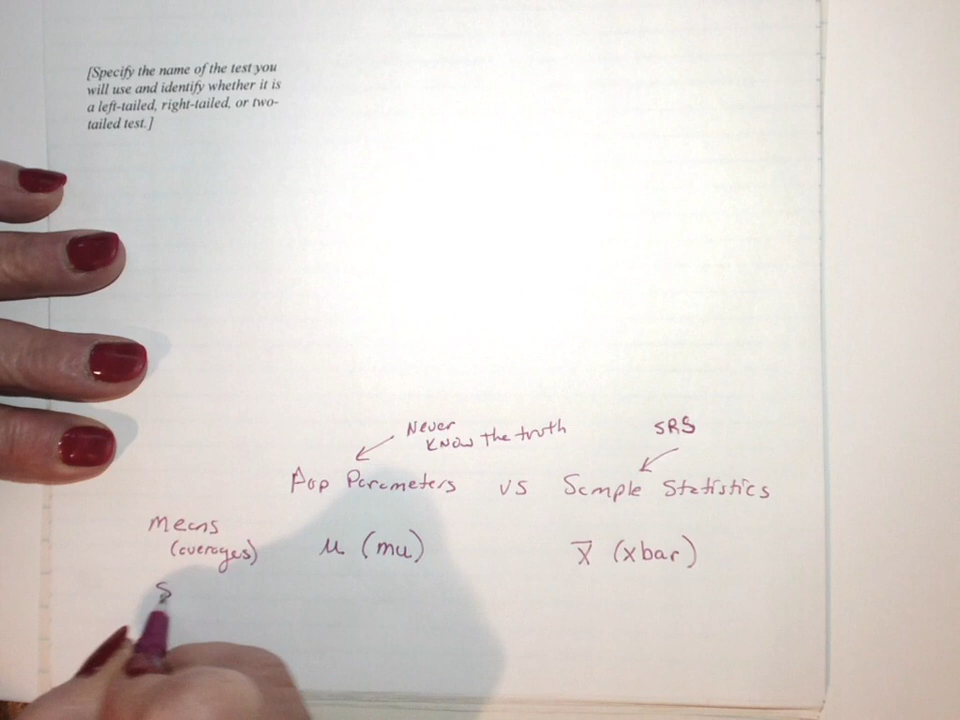 [Specify the name of the test you
will use and identify whether it is
a left-tailed, right-tailed, or two-
tailed test.]
Never
KNOW the truth
SRS
Pop Parameters vs Sample Statistics
Means
(averages)
μ (mu)
x̄ (xbar)
S